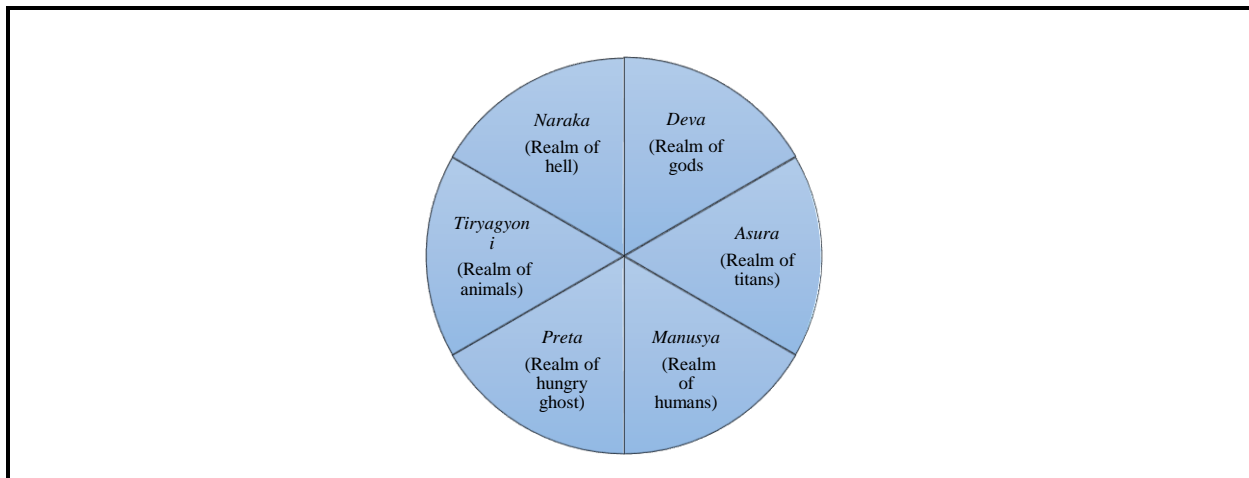 Naraka
(Realm of
hell)
Deva
(Realm of
gods
Asura
(Realm of
titans)
Manusya
(Realm
of
humans)
Preta
(Realm of
hungry
ghost)
Tiryagyon
i
(Realm of
animals)